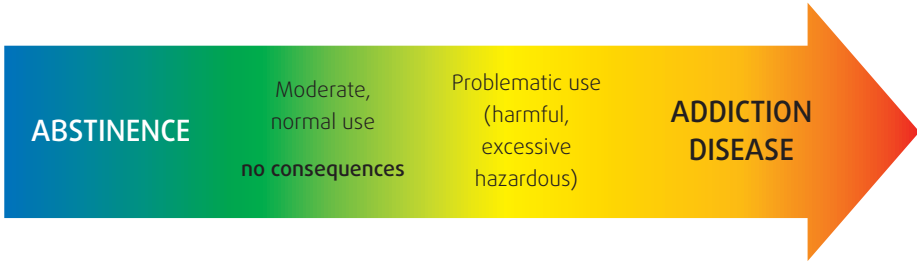 ABSTINENCE
Moderate,
normal use
no consequences
Problematic use
(harmful,
excessive
hazardous)
ADDICTION
DISEASE